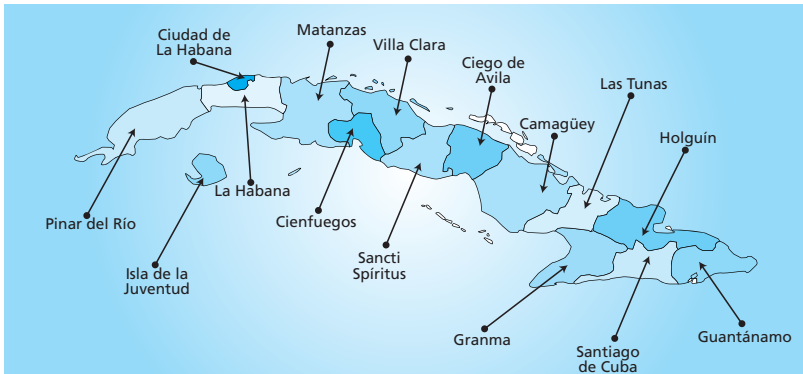 Ciudad de
La Habana
Matanzas
Villa Clara
Ciego de
Avila
Las Tunas
Camagüey
Holguín
La Habana
Pinar del Río
Cienfuegos
Isla de la
Juventud
Sancti
Spíritus
Granma
Santiago
de Cuba
Guantánamo